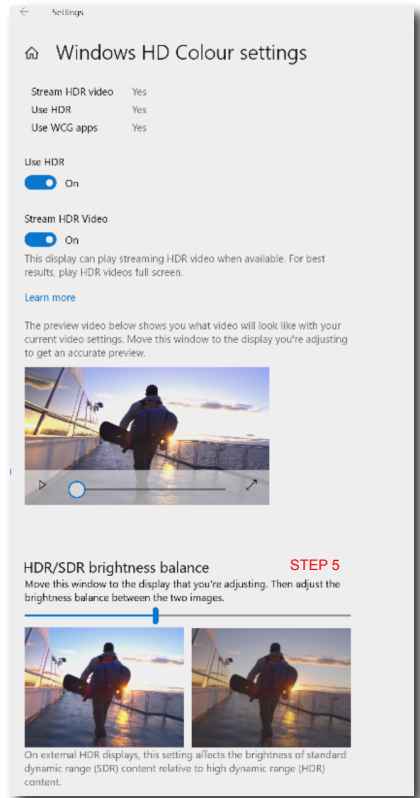 Settings
Windows HD Colour settings
Stream HDR video Yes
Use HDR Yes
Use WCG apps Yes
Use HDR
On
Stream HDR Video
On
This display can play streaming HDR video when available. For best
results, play HDR videos full screen.
Learn more
The preview video below shows you what video will look like with your
current video settings. Move this window to the display you're adjusting
to get an accurate preview.
HDR/SDR brightness balance STEP 5
Move this window to the display that you're adjusting. Then adjust the
brightness balance between the two images.
On external HDR displays, this setting affects the brightness of standard
dynamic range (SDR) content relative to high dynamic range (HDR)
content.